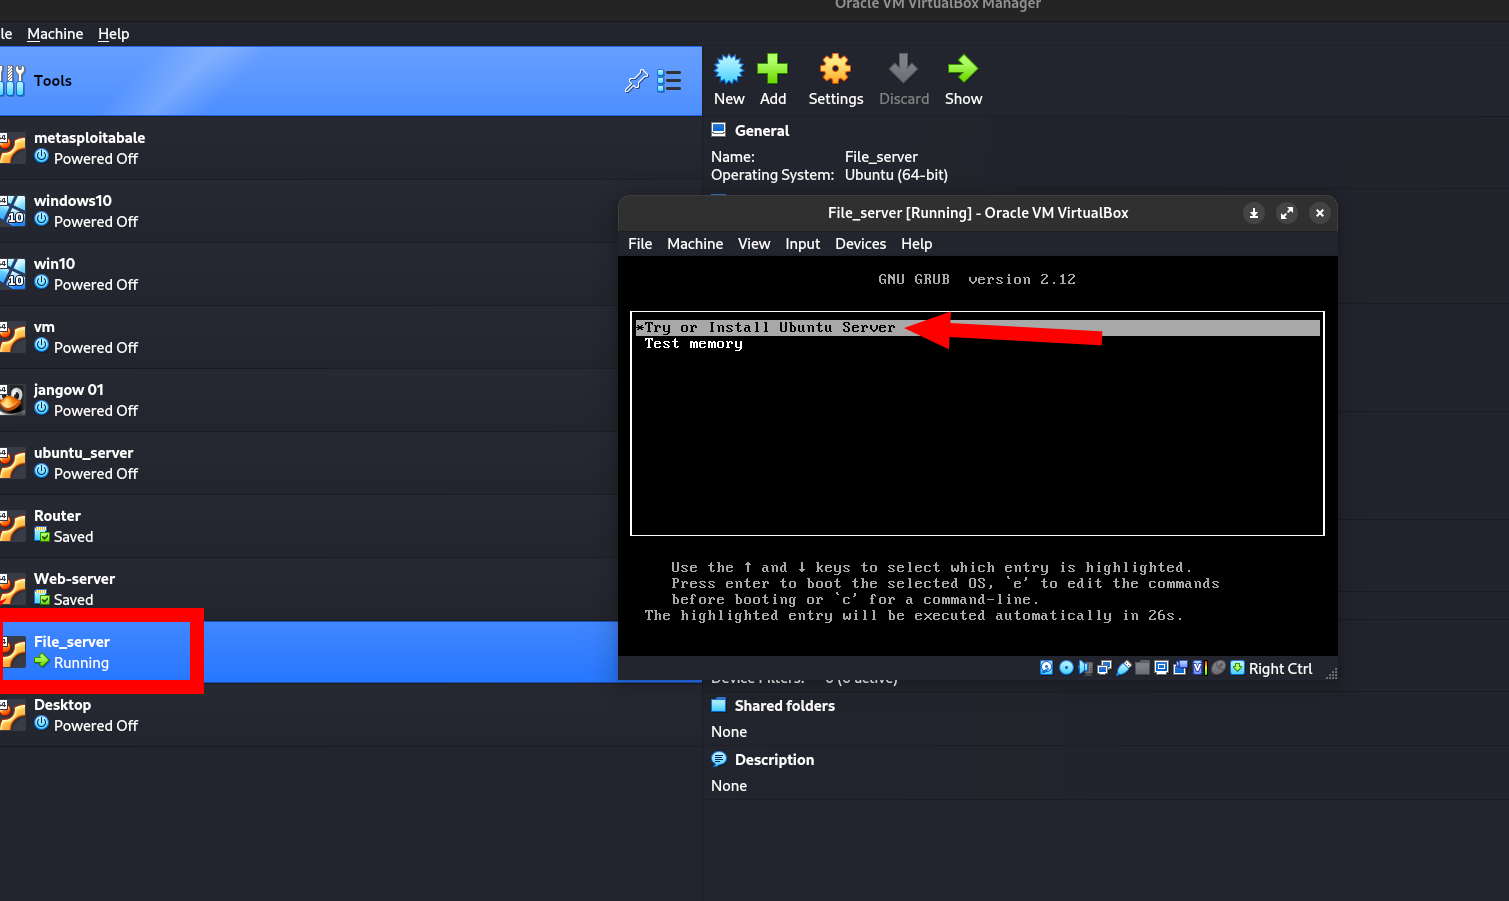 Oracle VM VirtualBox Manager
le Machine Help
Tools
New Add Settings Discard Show
metasploitabale
Powered Off
windows10
Powered Off
win10
Powered Off
vm
Powered Off
jangow 01
Powered Off
ubuntu_server
Powered Off
Router
Saved
Web-server
Saved
File_server
Running
Desktop
Powered Off
General
Name: File_server
Operating System: Ubuntu (64-bit)
File_server [Running] - Oracle VM VirtualBox
File Machine View Input Devices Help
GNU GRUB version 2.12
*Try or Install Ubuntu Server
Test memory
Use the ↑ and ↓ keys to select which entry is highlighted.
Press enter to boot the selected OS, `e' to edit the commands
before booting or `c' for a command-line.
The highlighted entry will be executed automatically in 26s.
Right Ctrl
Device Filters: 0 (0 active)
Shared folders
None
Description
None